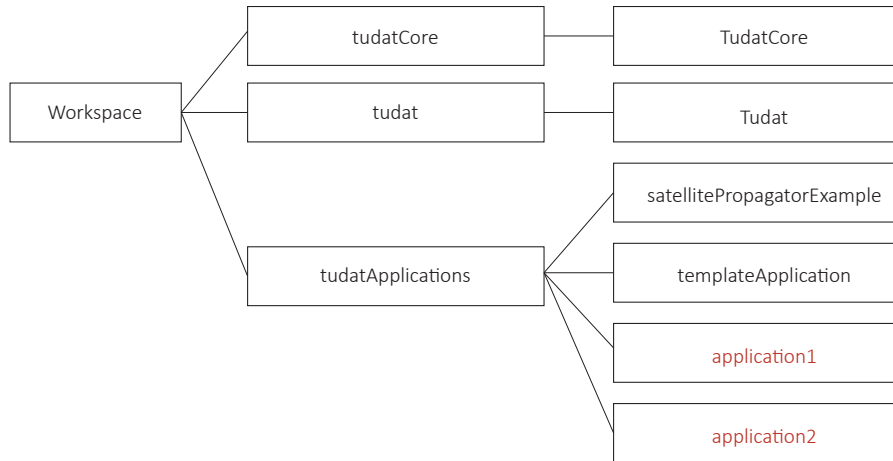 tudatCore
TudatCore
Workspace
tudat
Tudat
satellitePropagatorExample
tudatApplications
templateApplication
application1
application2